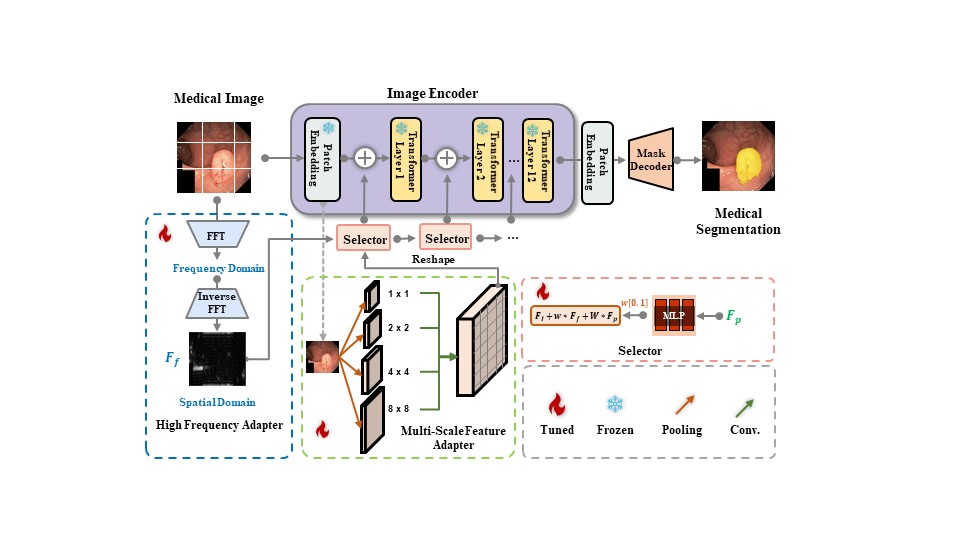 Image Encoder
Medical Image
Patch
Embedding
Transformer
Layer 1
Transformer
Layer 2
...
Transformer
Layer 12
Patch
Embedding
Mask
Decoder
Medical
Segmentation
FFT
Frequency Domain
Inverse
FFT
F_f
Spatial Domain
High Frequency Adapter
Selector
Selector
...
Reshape
1 x 1
2 x 2
4 x 4
8 x 8
Multi-Scale Feature
Adapter
F_I + w * F_f + W * F_p
w[0, 1]
MLP
F_p
Selector
Tuned
Frozen
Pooling
Conv.